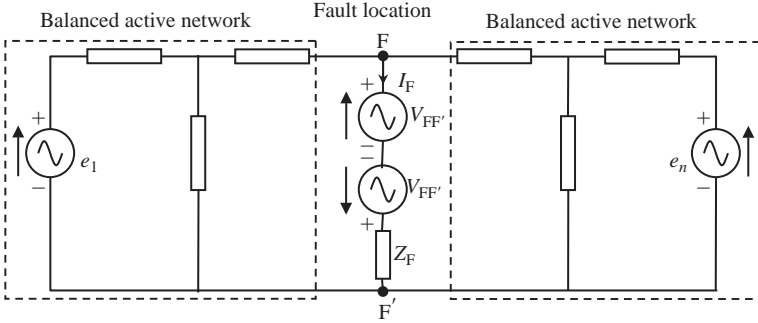 Fault location
Balanced active network
Balanced active network
F
I_F
+
+
+
+
V_FF′
e_1
e_n
−
−
−
−
V_FF′
+
Z_F
F′